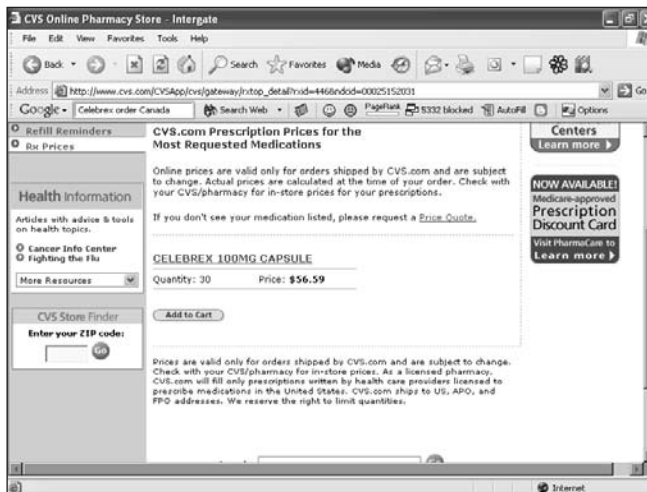 CVS Online Pharmacy Store - Intergate
File Edit View Favorites Tools Help
Back Search Favorites Media
Address http://www.cvs.com/CVSApp/cvs/gateway/rxtop_detail?rxid=446&ndcid=00025152031 Go
Google Celebrex order Canada Search Web PageRank 5332 blocked AutoFill Options
Refill Reminders
Rx Prices
Health Information
Articles with advice & tools
on health topics.
Cancer Info Center
Fighting the Flu
More Resources
CVS Store Finder
Enter your ZIP code:
Go
CVS.com Prescription Prices for the
Most Requested Medications
Online prices are valid only for orders shipped by CVS.com and are subject
to change. Actual prices are calculated at the time of your order. Check with
your CVS/pharmacy for in-store prices for your prescriptions.
If you don't see your medication listed, please request a Price Quote.
CELEBREX 100MG CAPSULE
Quantity: 30 Price: $56.59
Add to Cart
Prices are valid only for orders shipped by CVS.com and are subject to change.
Check with your CVS/pharmacy for in-store prices. As a licensed pharmacy,
CVS.com will fill only prescriptions written by health care providers licensed to
prescribe medications in the United States. CVS.com ships to US, APO, and
FPO addresses. We reserve the right to limit quantities.
Centers
Learn more
NOW AVAILABLE!
Medicare-approved
Prescription
Discount Card
Visit PharmaCare to
Learn more
Internet